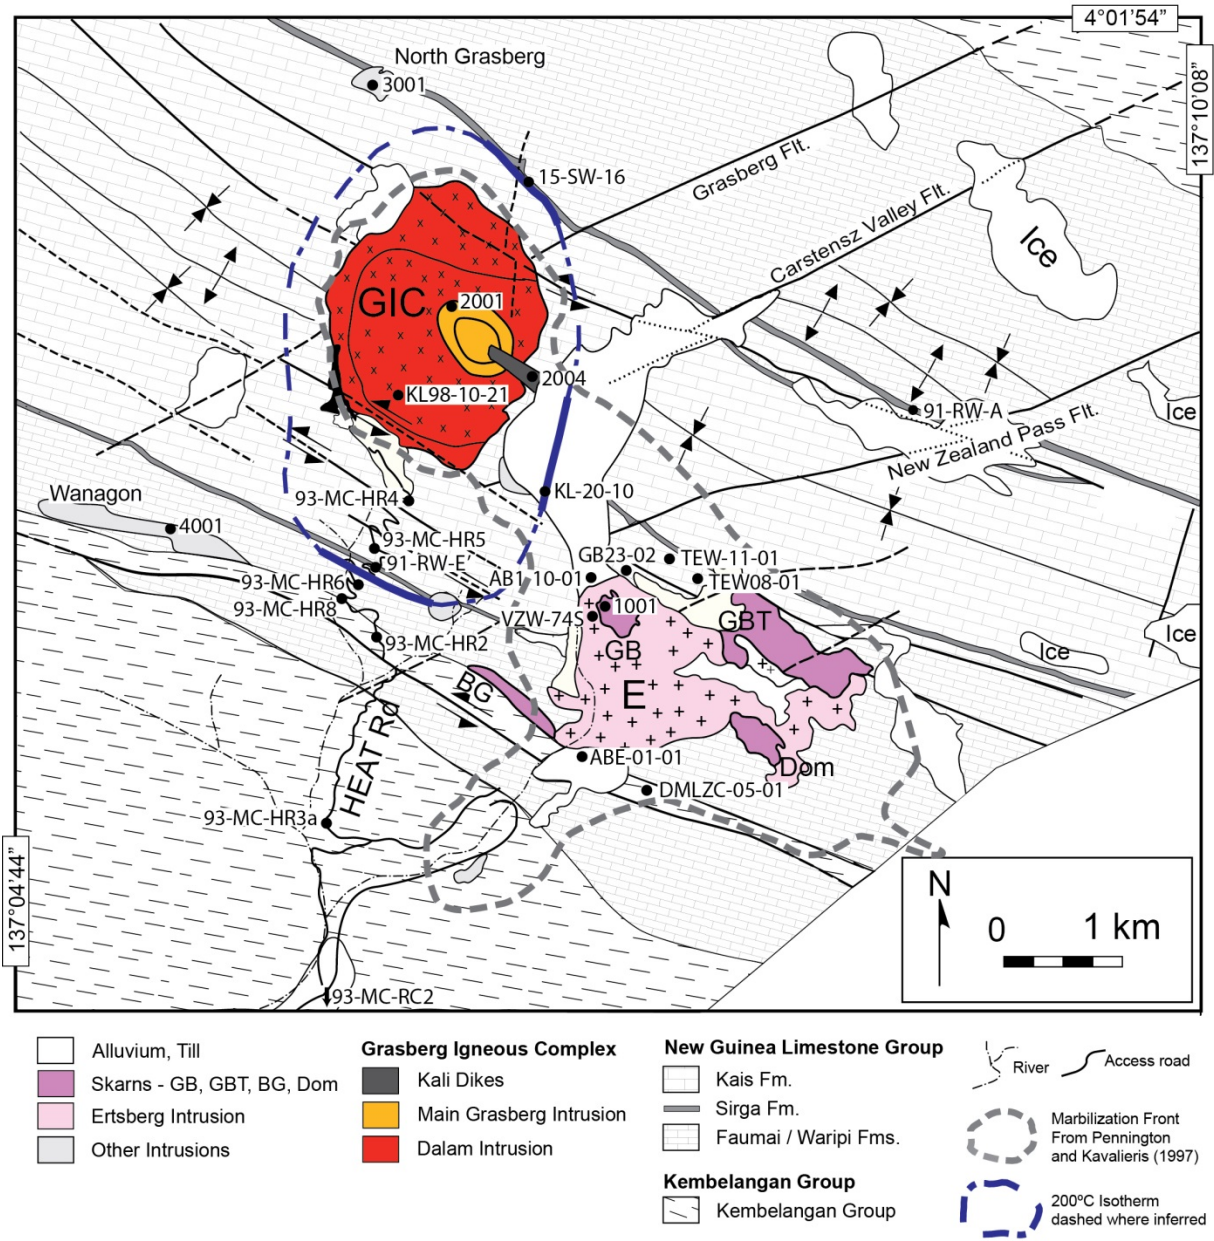 4°01'54"
137°10'08"
North Grasberg
3001
15-SW-16
Grasberg Flt.
Carstensz Valley Flt.
Ice
GIC
2001
2004
KL98-10-21
91-RW-A
Ice
New Zealand Pass Flt.
Wanagon
4001
93-MC-HR4
KL-20-10
93-MC-HR5
91-RW-E
93-MC-HR6
93-MC-HR8
93-MC-HR2
AB1 10-01
GB23-02
TEW-11-01
TEW08-01
VZW-74S
1001
GBT
GB
E
Ice
Ice
BG
HEAT Rd
ABE-01-01
Dom
DMLZC-05-01
93-MC-HR3a
137°04'44"
93-MC-RC2
N
0 1 km
Alluvium, Till
Skarns - GB, GBT, BG, Dom
Ertsberg Intrusion
Other Intrusions
Grasberg Igneous Complex
Kali Dikes
Main Grasberg Intrusion
Dalam Intrusion
New Guinea Limestone Group
Kais Fm.
Sirga Fm.
Faumai / Waripi Fms.
Kembelangan Group
Kembelangan Group
River
Access road
Marbilization Front
From Pennington
and Kavalieris (1997)
200ºC Isotherm
dashed where inferred